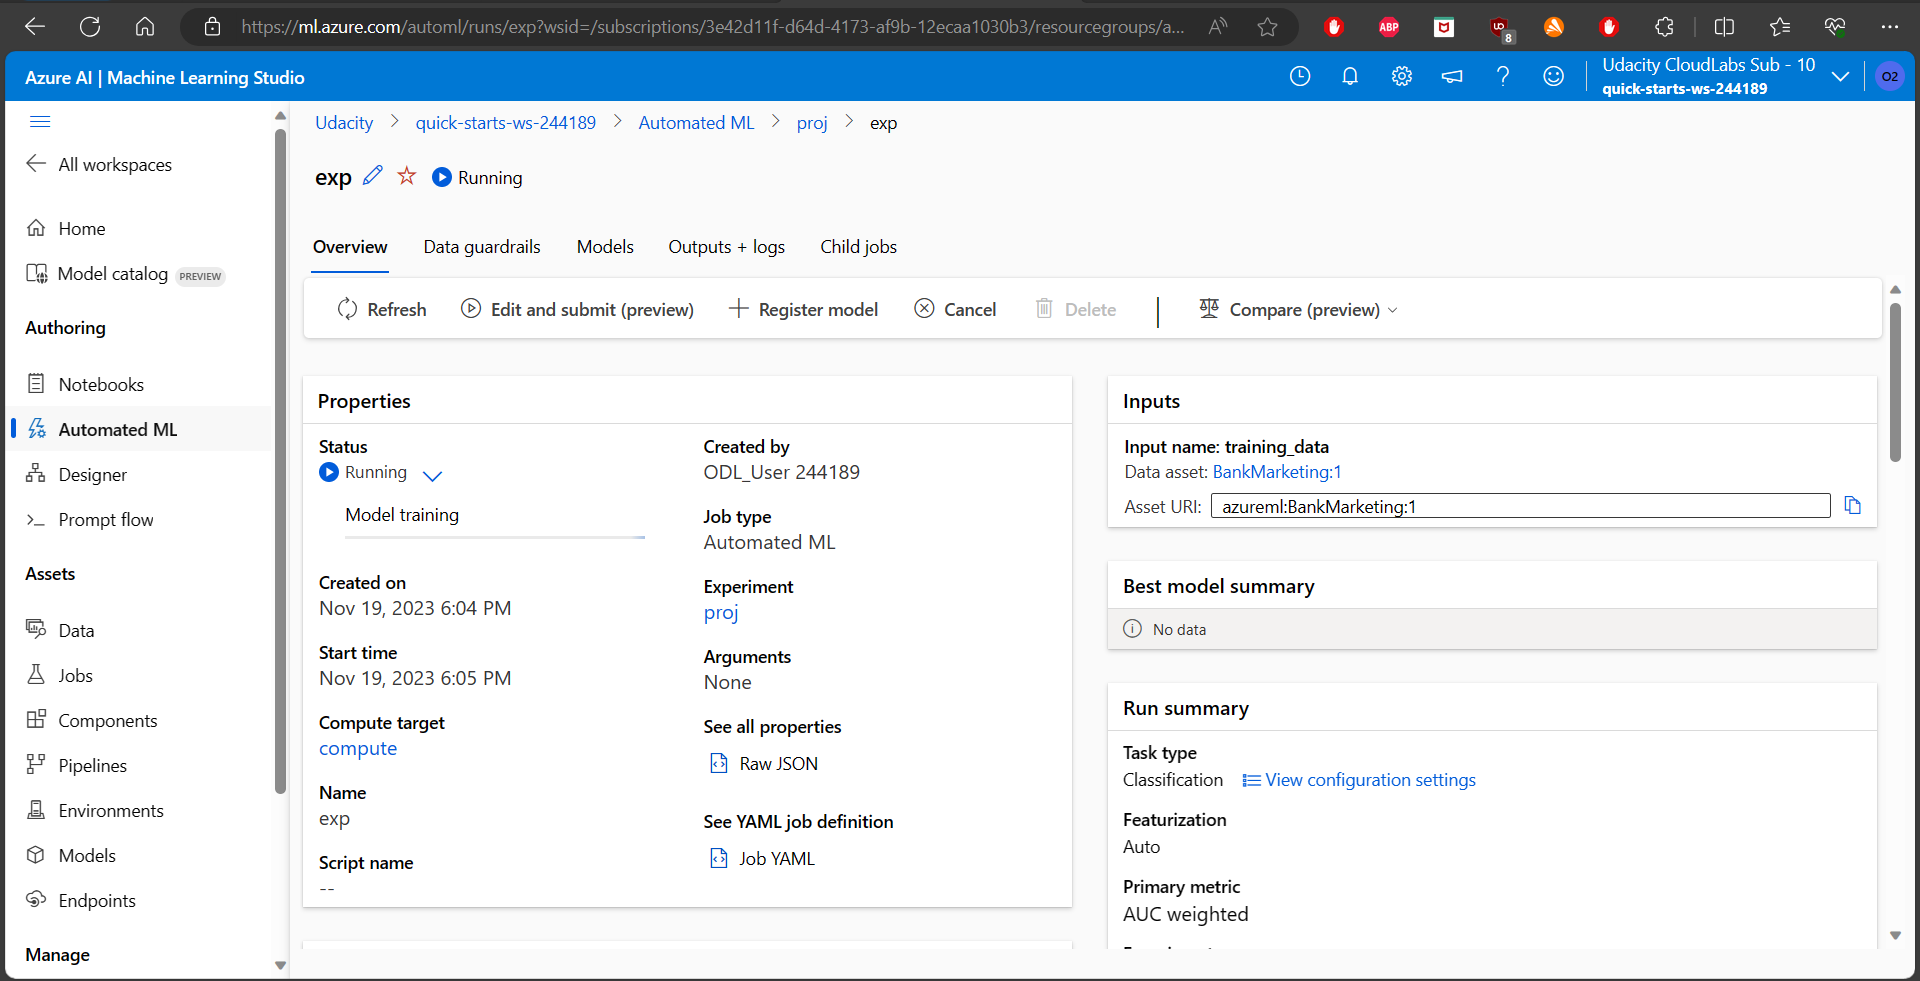 https://ml.azure.com/automl/runs/exp?wsid=/subscriptions/3e42d11f-d64d-4173-af9b-12ecaa1030b3/resourcegroups/a...
ABP
8
Azure AI | Machine Learning Studio
Udacity CloudLabs Sub - 10
quick-starts-ws-244189
O2
All workspaces
Home
Model catalog PREVIEW
Authoring
Notebooks
Automated ML
Designer
Prompt flow
Assets
Data
Jobs
Components
Pipelines
Environments
Models
Endpoints
Manage
Udacity > quick-starts-ws-244189 > Automated ML > proj > exp
exp Running
Overview Data guardrails Models Outputs + logs Child jobs
Refresh Edit and submit (preview) Register model Cancel Delete Compare (preview)
Properties
Status
Running
Model training
Created on
Nov 19, 2023 6:04 PM
Start time
Nov 19, 2023 6:05 PM
Compute target
compute
Name
exp
Script name
--
Created by
ODL_User 244189
Job type
Automated ML
Experiment
proj
Arguments
None
See all properties
Raw JSON
See YAML job definition
Job YAML
Inputs
Input name: training_data
Data asset: BankMarketing:1
Asset URI: azureml:BankMarketing:1
Best model summary
No data
Run summary
Task type
Classification View configuration settings
Featurization
Auto
Primary metric
AUC weighted